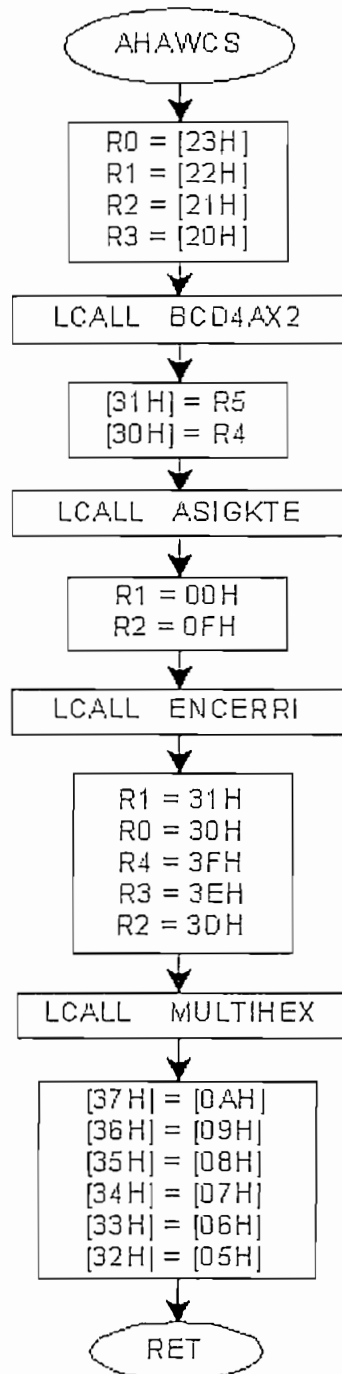 AHAWCS
R0 = [23H]
R1 = [22H]
R2 = [21H]
R3 = [20H]
LCALL BCD4AX2
[31H] = R5
[30H] = R4
LCALL ASIGKTE
R1 = 00H
R2 = 0FH
LCALL ENCERRI
R1 = 31H
R0 = 30H
R4 = 3FH
R3 = 3EH
R2 = 3DH
LCALL MULTIHEX
[37H] = [0AH]
[36H] = [09H]
[35H] = [08H]
[34H] = [07H]
[33H] = [06H]
[32H] = [05H]
RET